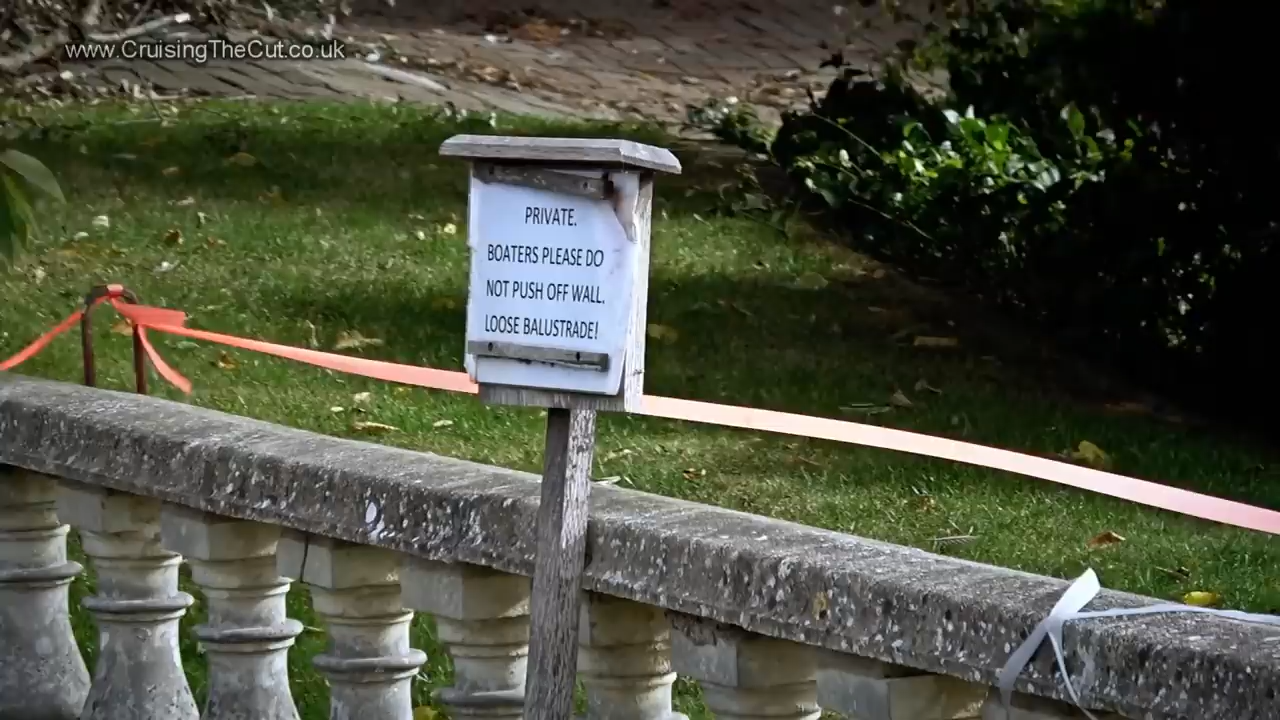 www.CruisingTheCut.co.uk
PRIVATE.
BOATERS PLEASE DO
NOT PUSH OFF WALL.
LOOSE BALUSTRADE!